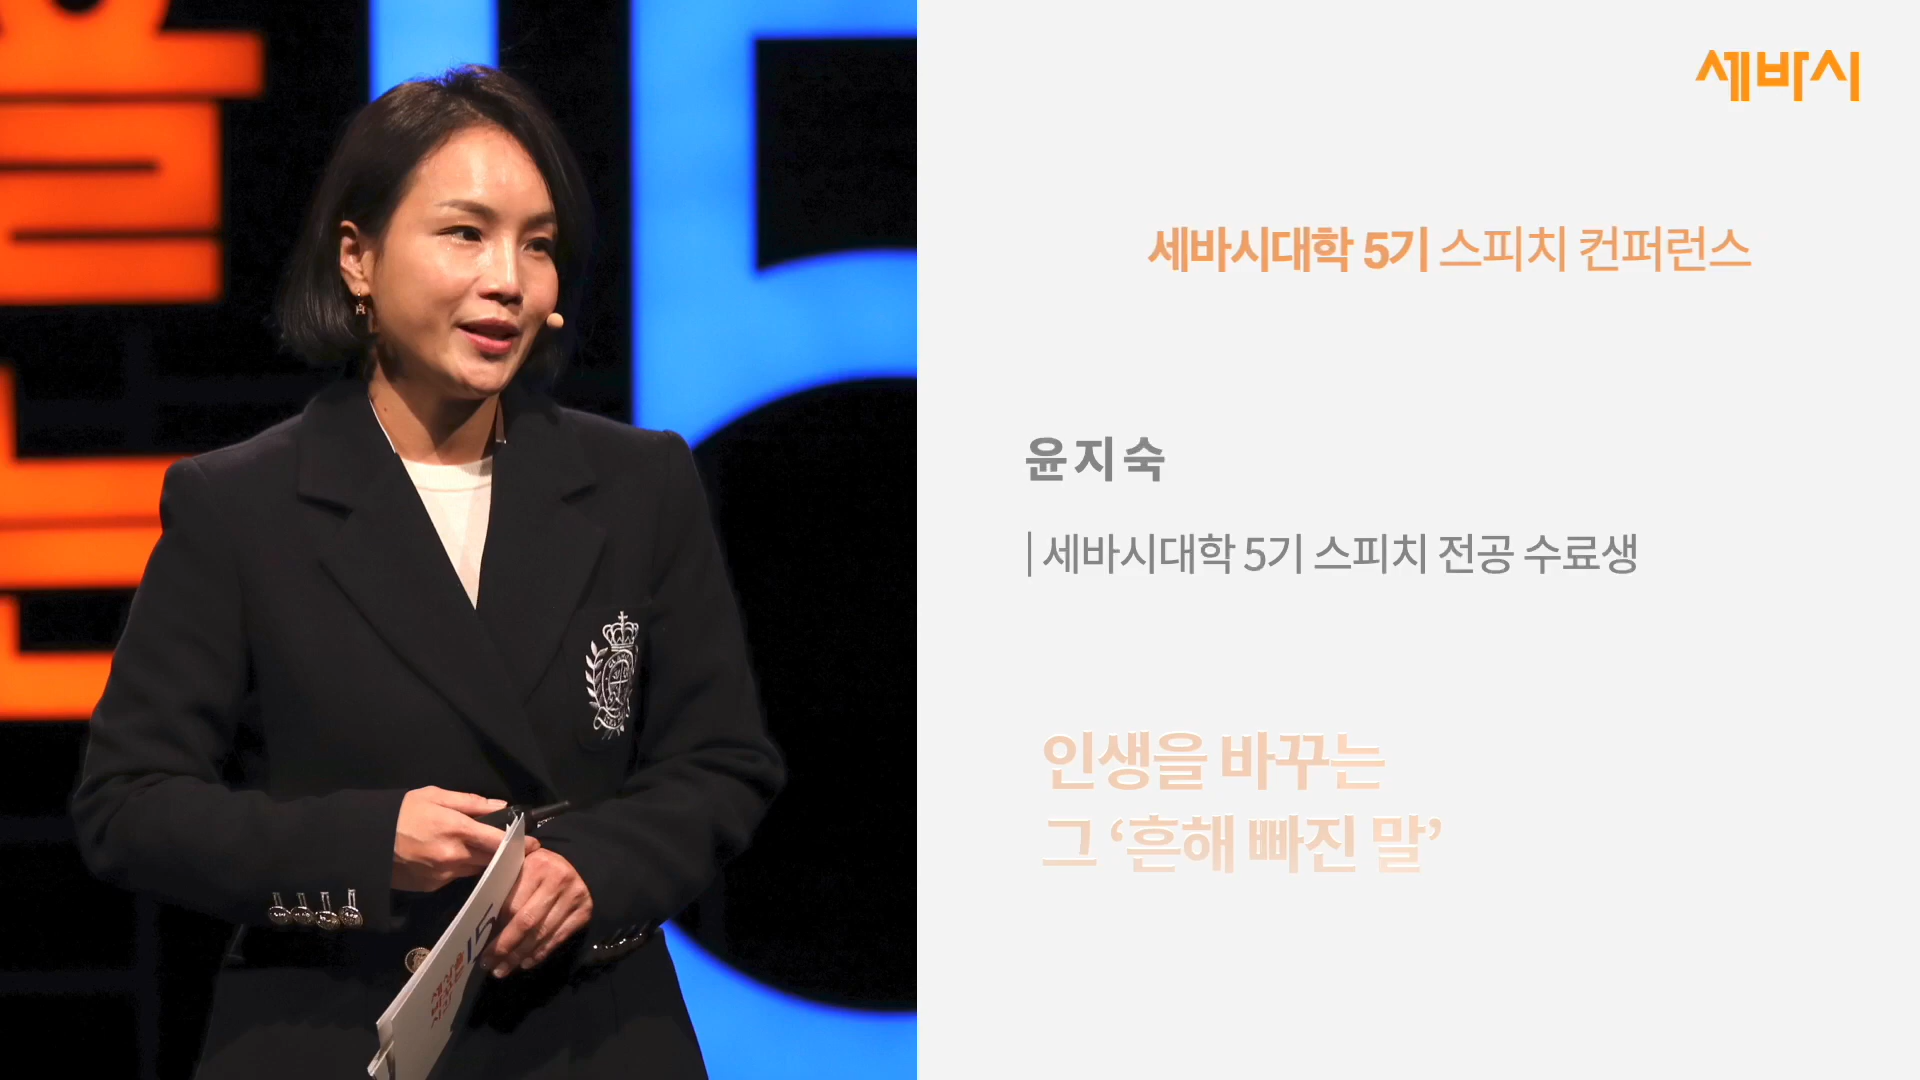 세바시
세바시대학 5기 스피치 컨퍼런스
윤지숙
세바시대학 5기 스피치 전공 수료생
인생을 바꾸는
그 ‘흔해 빠진 말’
을
15